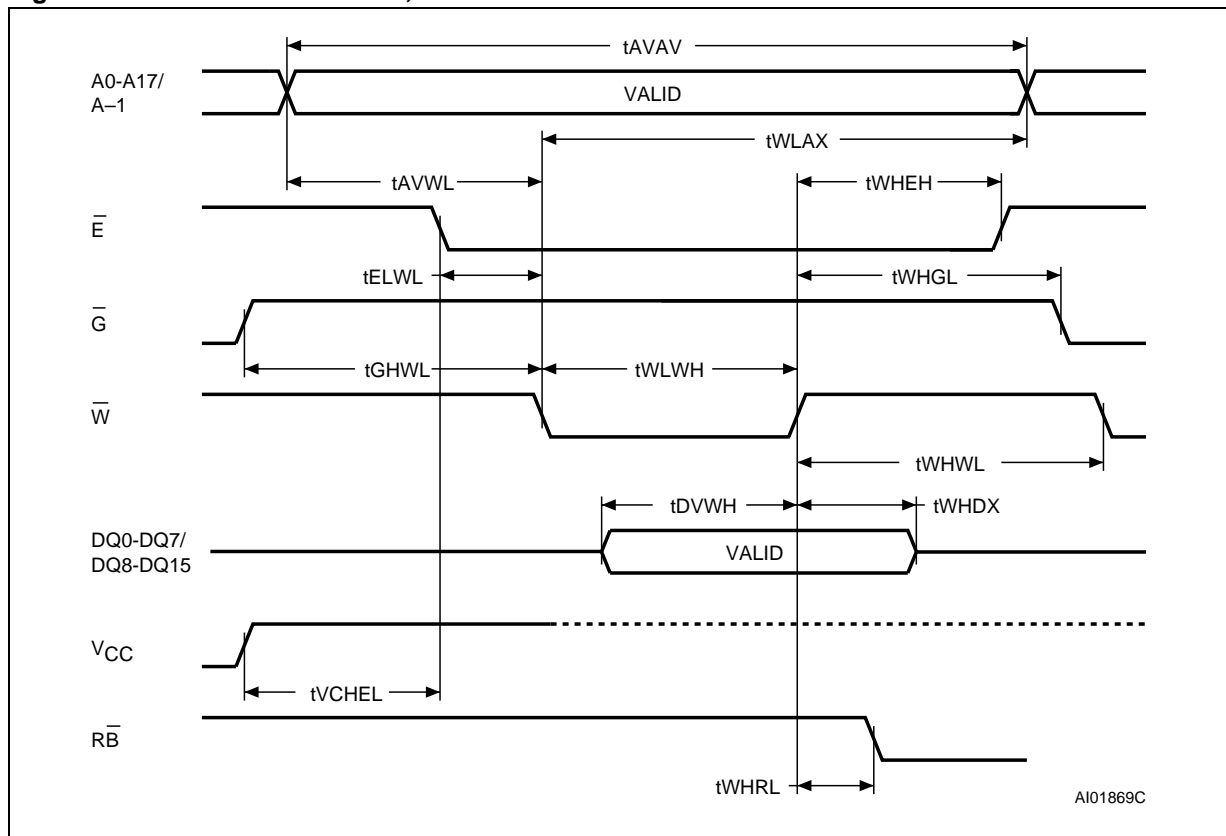 tAVAV
A0-A17/
A–1
VALID
tWLAX
tAVWL
tWHEH
E̅
tELWL
tWHGL
G̅
tGHWL
tWLWH
W̅
tWHWL
tDVWH
tWHDX
DQ0-DQ7/
DQ8-DQ15
VALID
VCC
tVCHEL
RB̅
tWHRL
AI01869C